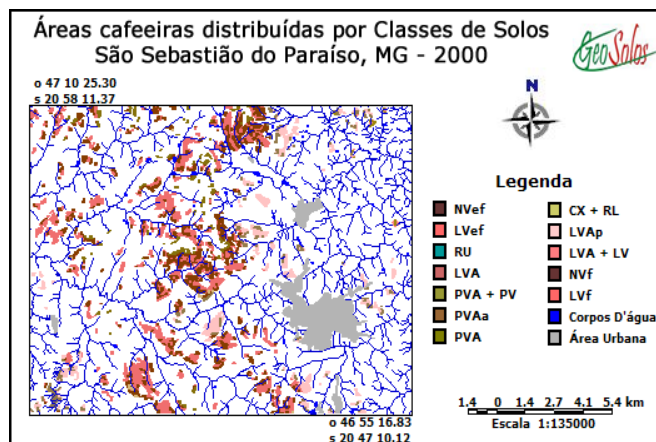 Áreas cafeeiras distribuídas por Classes de Solos
São Sebastião do Paraíso, MG - 2000
GeoSolos
o 47 10 25.30
s 20 58 11.37
N
Legenda
NVef
LVef
RU
LVA
PVA + PV
PVAa
PVA
CX + RL
LVAp
LVA + LV
NVf
LVf
Corpos D'água
Área Urbana
o 46 55 16.83
s 20 47 10.12
1.4 0 1.4 2.7 4.1 5.4 km
Escala 1:135000